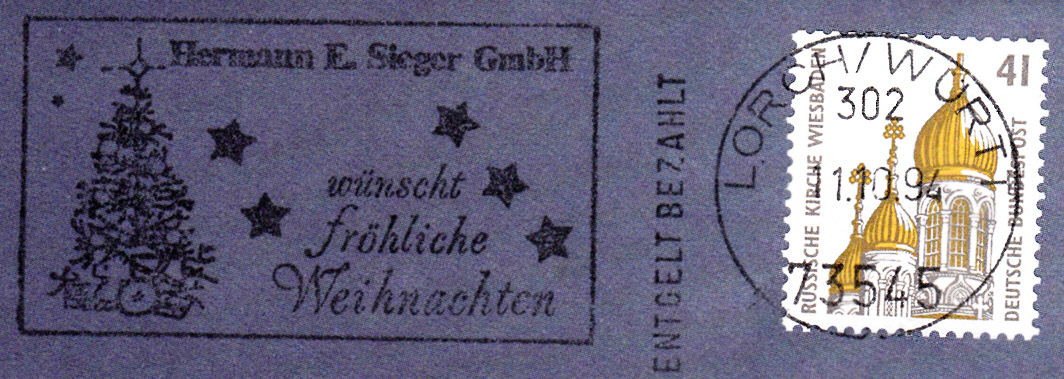 Hermann E. Sieger GmbH
wünscht
fröhliche
Weihnachten
ENTGELT BEZAHLT
LORCH/WÜRTT
302
1.10.94
73545
RUSSISCHE KIRCHE WIESBADEN
41
DEUTSCHE BUNDESPOST